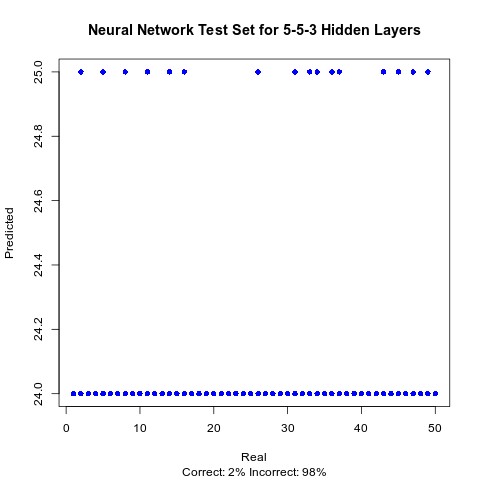 Neural Network Test Set for 5-5-3 Hidden Layers
25.0
24.8
24.6
24.4
24.2
24.0
Predicted
0 10 20 30 40 50
Real
Correct: 2% Incorrect: 98%